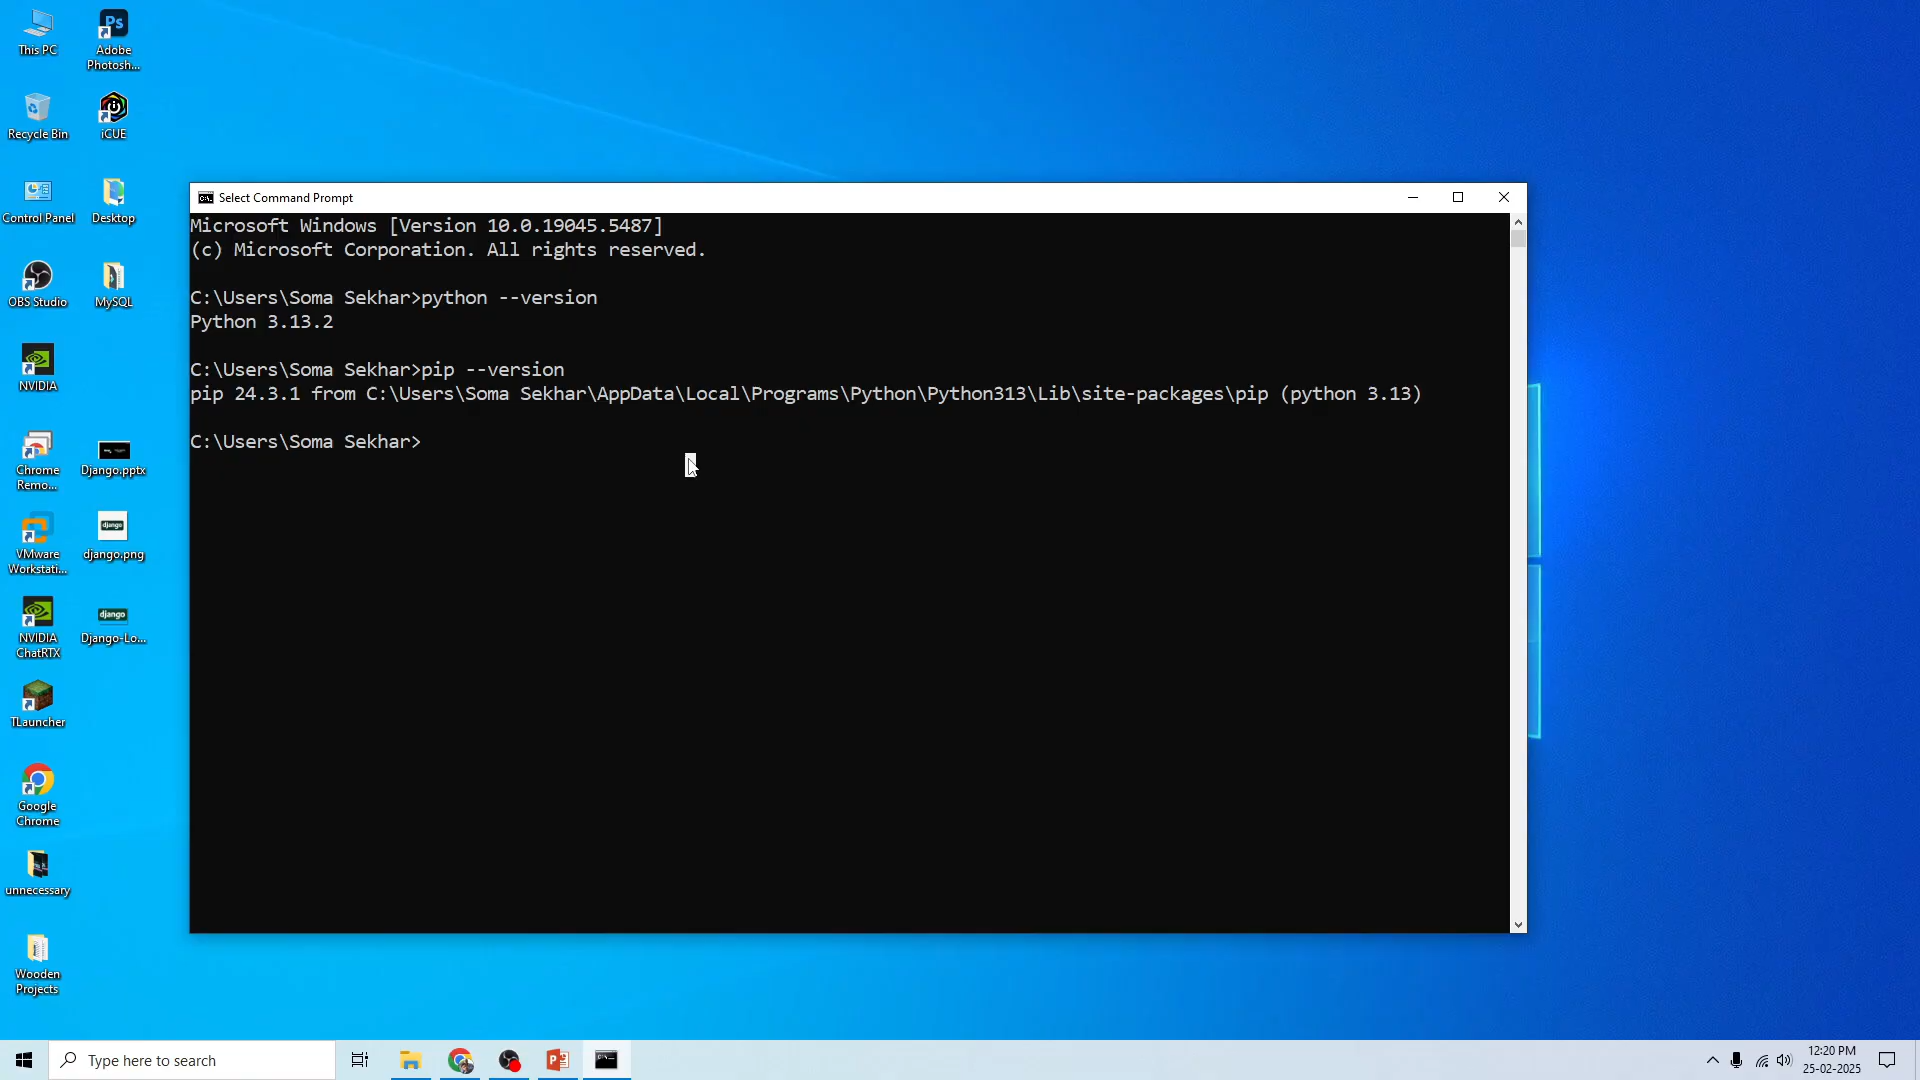 This PC
Adobe
Photosh...
Recycle Bin
iCUE
Control Panel
Desktop
OBS Studio
MySQL
NVIDIA
Chrome
Remo...
Django.pptx
VMware
Workstati...
django
django.png
NVIDIA
ChatRTX
django
Django-Lo...
TLauncher
Google
Chrome
unnecessary
Wooden
Projects
Select Command Prompt
Microsoft Windows [Version 10.0.19045.5487]
(c) Microsoft Corporation. All rights reserved.
C:\Users\Soma Sekhar>python --version
Python 3.13.2
C:\Users\Soma Sekhar>pip --version
pip 24.3.1 from C:\Users\Soma Sekhar\AppData\Local\Programs\Python\Python313\Lib\site-packages\pip (python 3.13)
C:\Users\Soma Sekhar>
Type here to search
12:20 PM
25-02-2025